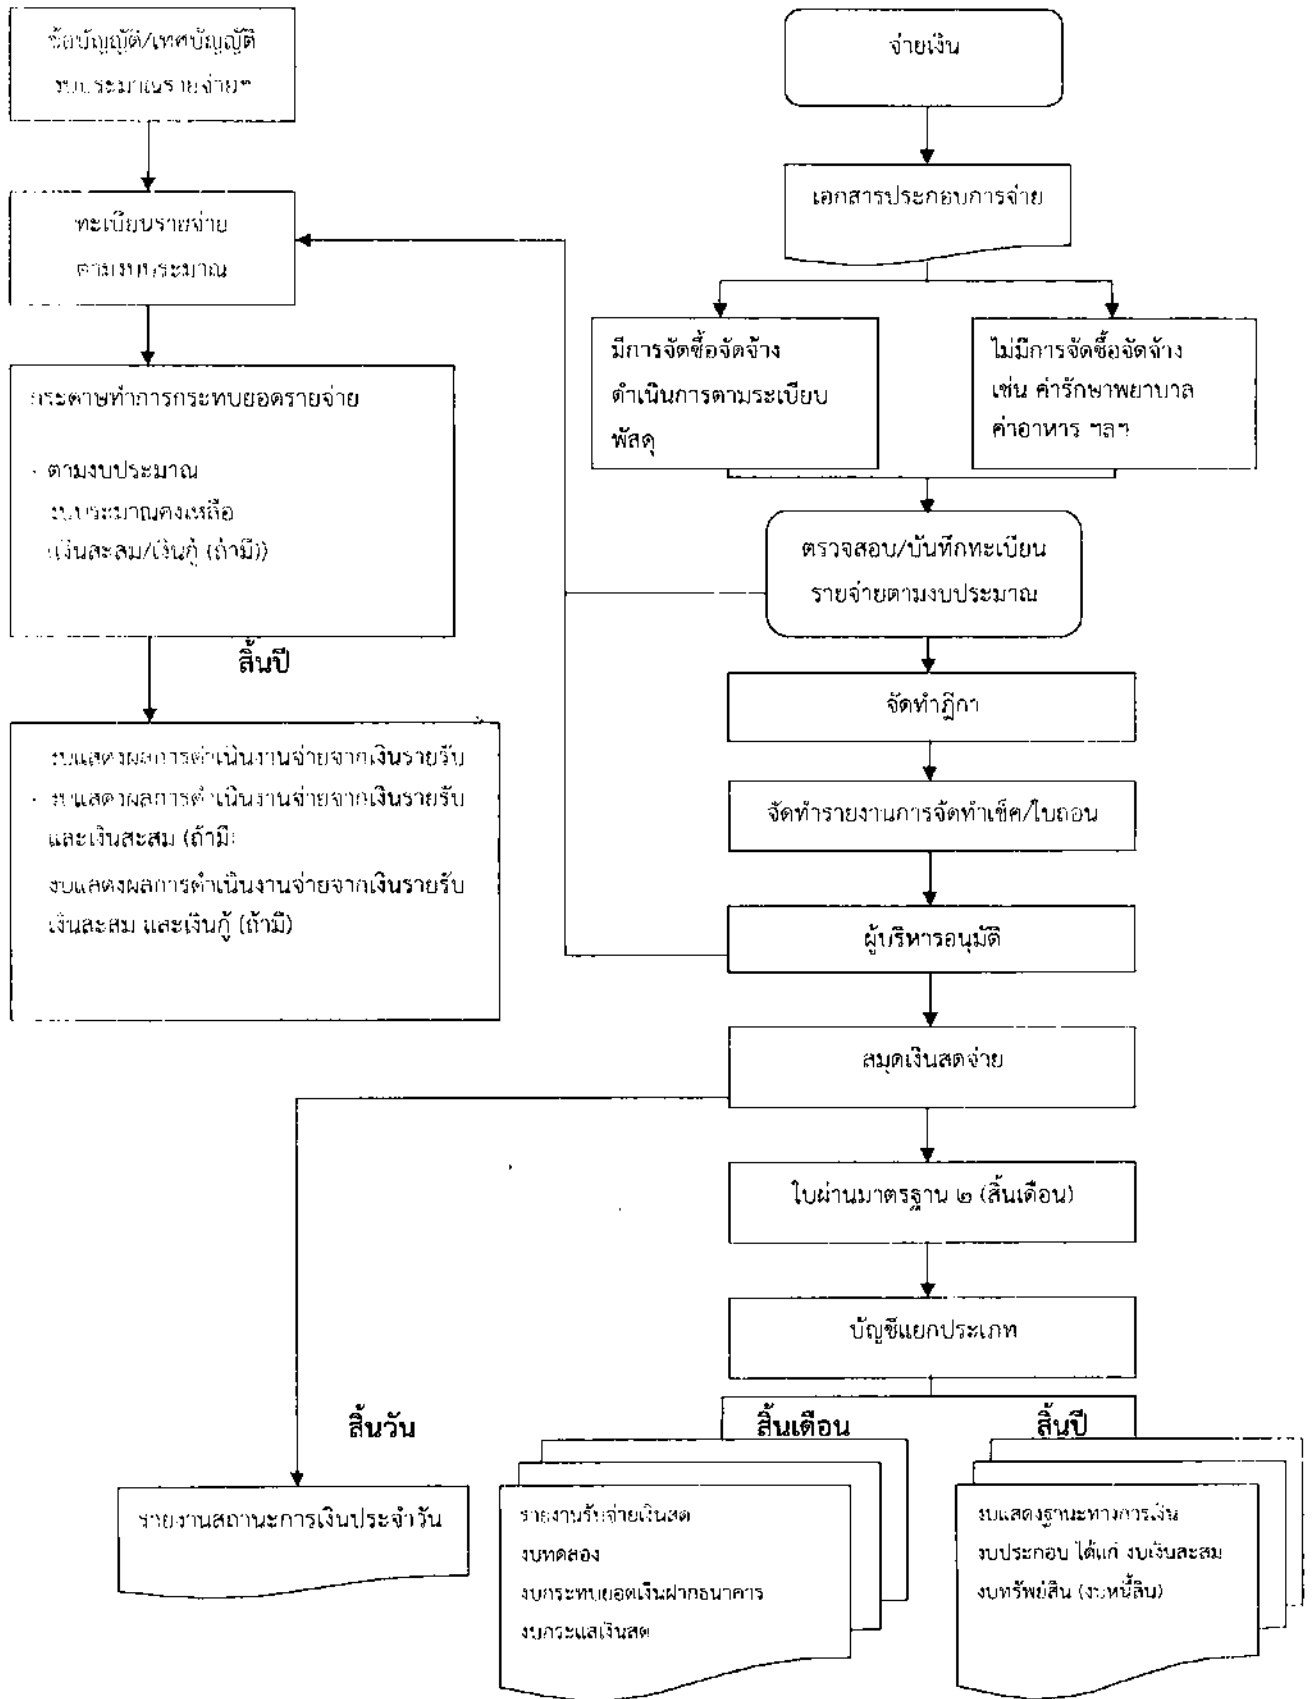 ข้อบัญญัติ/เทศบัญญัติ
งบประมาณรายจ่ายฯ
ทะเบียนรายจ่าย
ตามงบประมาณ
กระดาษทำการกระทบยอดรายจ่าย
- ตามงบประมาณ
งบประมาณคงเหลือ
เงินสะสม/เงินกู้ (ถ้ามี))
สิ้นปี
งบแสดงผลการดำเนินงานจ่ายจากเงินรายรับ
- งบแสดงผลการดำเนินงานจ่ายจากเงินรายรับ
และเงินสะสม (ถ้ามี)
งบแสดงผลการดำเนินงานจ่ายจากเงินรายรับ
เงินสะสม และเงินกู้ (ถ้ามี)
จ่ายเงิน
เอกสารประกอบการจ่าย
มีการจัดซื้อจัดจ้าง
ดำเนินการตามระเบียบ
พัสดุ
ไม่มีการจัดซื้อจัดจ้าง
เช่น ค่ารักษาพยาบาล
ค่าอาหาร ฯลฯ
ตรวจสอบ/บันทึกทะเบียน
รายจ่ายตามงบประมาณ
จัดทำฎีกา
จัดทำรายงานการจัดทำเช็ค/ใบถอน
ผู้บริหารอนุมัติ
สมุดเงินสดจ่าย
ใบผ่านมาตรฐาน ๒ (สิ้นเดือน)
บัญชีแยกประเภท
สิ้นวัน
รายงานสถานะการเงินประจำวัน
สิ้นเดือน
รายงานรับจ่ายเงินสด
งบทดลอง
งบกระทบยอดเงินฝากธนาคาร
งบกระแสเงินสด
สิ้นปี
งบแสดงฐานะทางการเงิน
งบประกอบ ได้แก่ งบเงินสะสม
งบทรัพย์สิน (งบหนี้สิน)